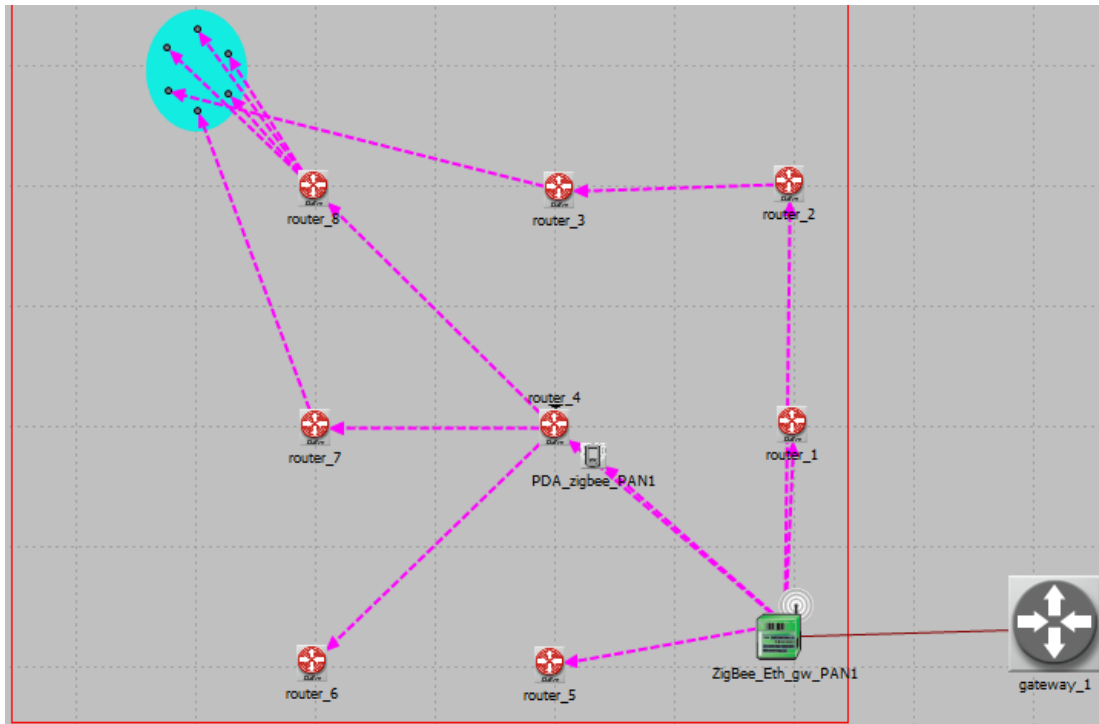 router_8
router_3
router_2
router_4
router_7
PDA_zigbee_PAN1
router_1
router_6
router_5
ZigBee_Eth_gw_PAN1
gateway_1